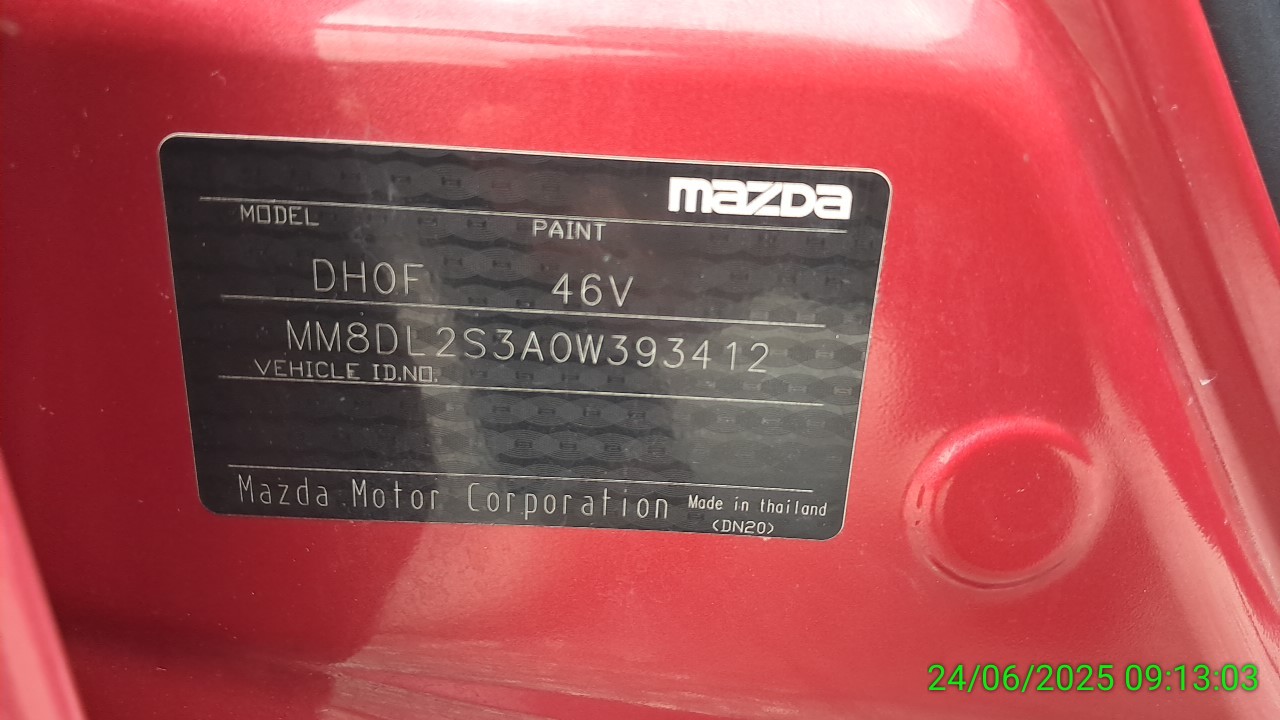 mazda
MODEL PAINT
DH0F 46V
MM8DL2S3A0W393412
VEHICLE ID.NO.
Mazda Motor Corporation Made in thailand
(DN20)
24/06/2025 09:13:03